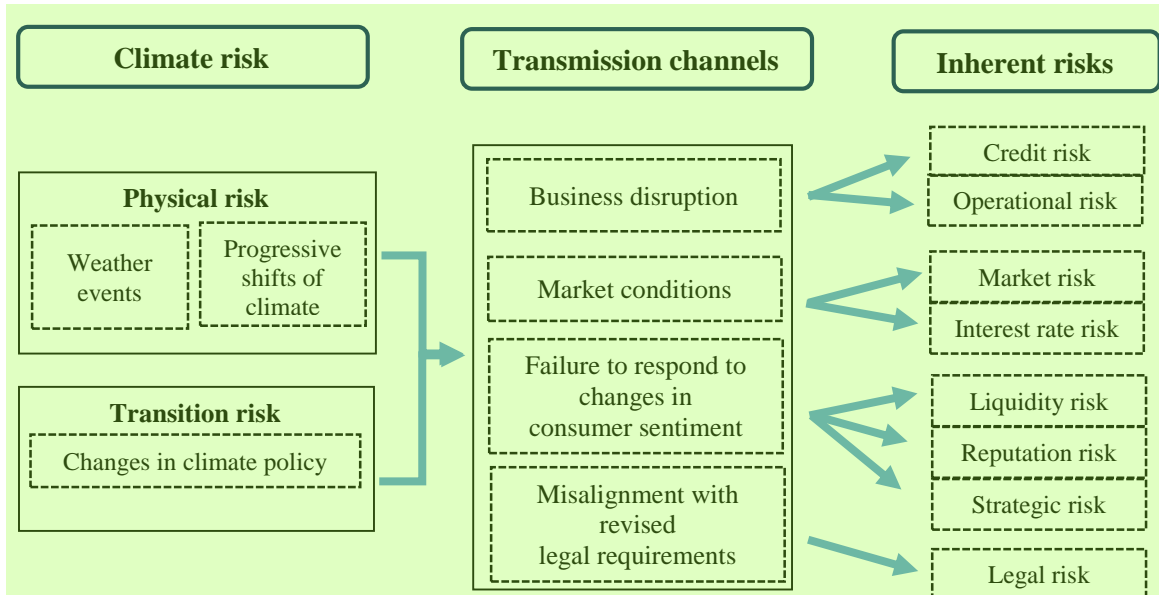 Climate risk
Transmission channels
Inherent risks
Physical risk
Weather
events
Progressive
shifts of
climate
Transition risk
Changes in climate policy
Business disruption
Market conditions
Failure to respond to
changes in
consumer sentiment
Misalignment with
revised
legal requirements
Credit risk
Operational risk
Market risk
Interest rate risk
Liquidity risk
Reputation risk
Strategic risk
Legal risk